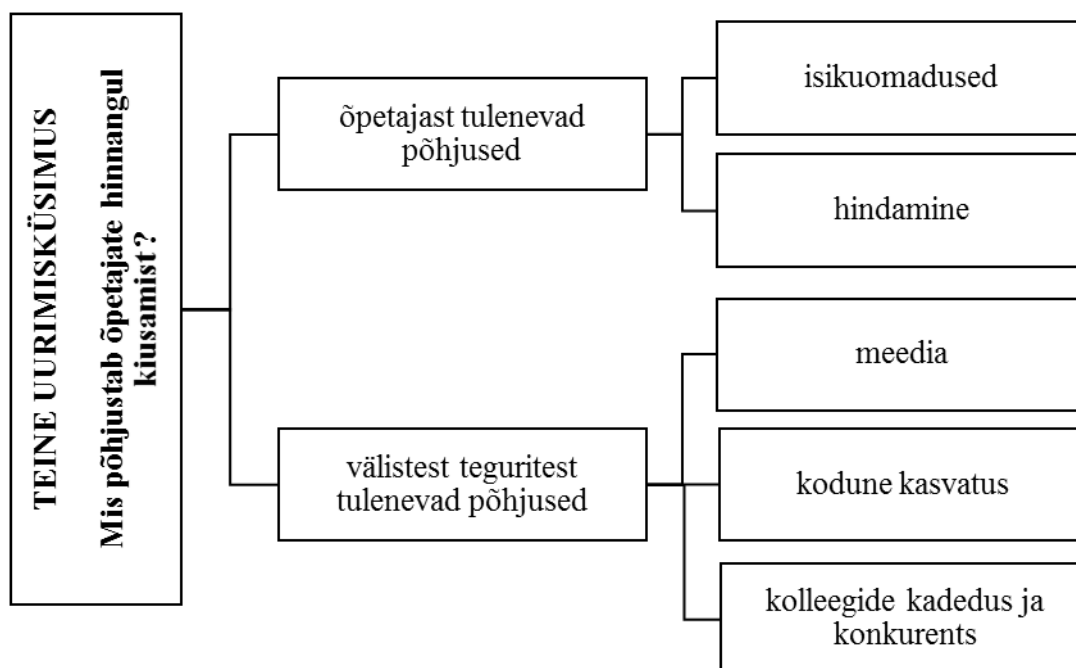 TEINE UURIMISKÜSIMUS
Mis põhjustab õpetajate hinnangul
kiusamist?
õpetajast tulenevad
põhjused
isikuomadused
hindamine
välistest teguritest
tulenevad põhjused
meedia
kodune kasvatus
kolleegide kadedus ja
konkurents